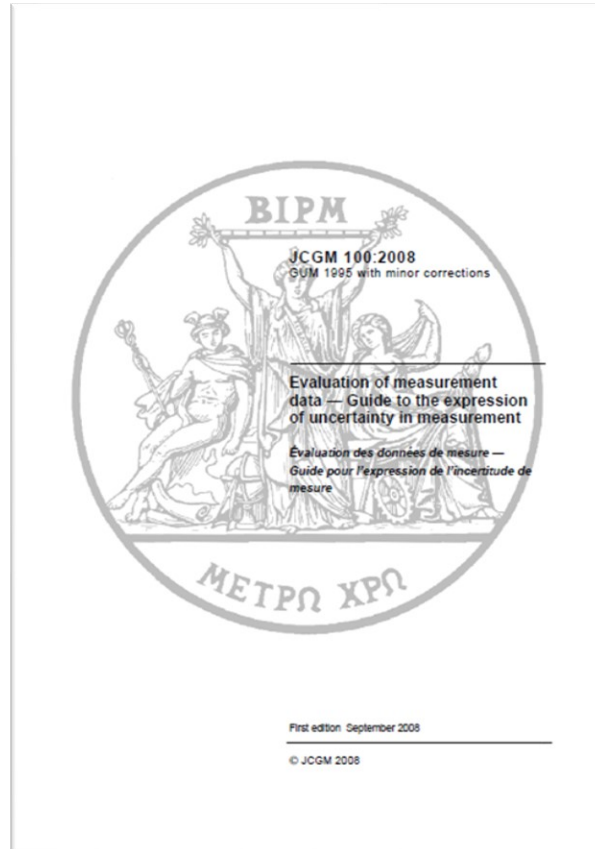 BIPM
JCGM 100:2008
GUM 1995 with minor corrections
Evaluation of measurement
data — Guide to the expression
of uncertainty in measurement
Évaluation des données de mesure —
Guide pour l'expression de l'incertitude de
mesure
ΜΕΤΡΩ ΧΡΩ
First edition September 2008
© JCGM 2008